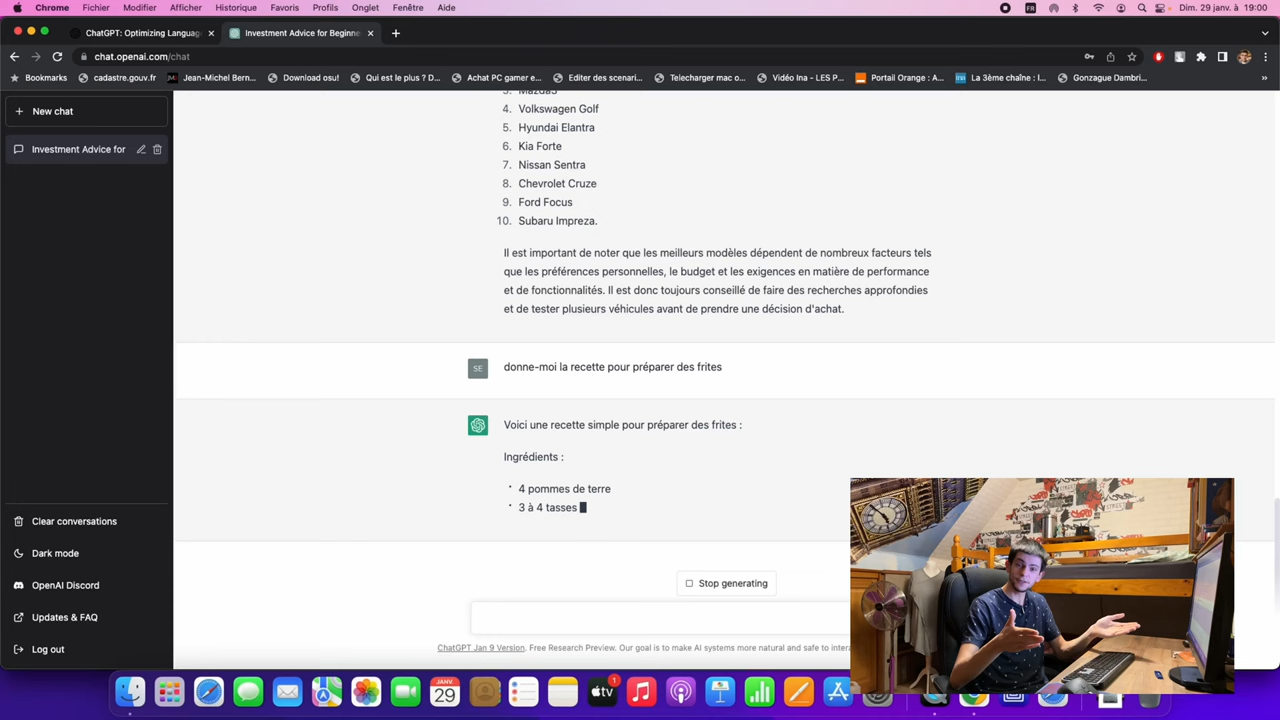 Chrome Fichier Modifier Afficher Historique Favoris Profils Onglet Fenêtre Aide FR Dim. 29 janv. à 19:00
ChatGPT: Optimizing Languag Investment Advice for Beginne
chat.openai.com/chat
Bookmarks cadastre.gouv.fr Jean-Michel Bern... Download osu! Qui est le plus ? D... Achat PC gamer e... Editer des scenari... Telecharger mac o... Vidéo Ina - LES P... Portail Orange : A... La 3ème chaîne : l... Gonzague Dambri...
New chat
Investment Advice for
3. Mazda3
4. Volkswagen Golf
5. Hyundai Elantra
6. Kia Forte
7. Nissan Sentra
8. Chevrolet Cruze
9. Ford Focus
10. Subaru Impreza.
Il est important de noter que les meilleurs modèles dépendent de nombreux facteurs tels
que les préférences personnelles, le budget et les exigences en matière de performance
et de fonctionnalités. Il est donc toujours conseillé de faire des recherches approfondies
et de tester plusieurs véhicules avant de prendre une décision d'achat.
SE donne-moi la recette pour préparer des frites
Voici une recette simple pour préparer des frites :
Ingrédients :
4 pommes de terre
3 à 4 tasses
Clear conversations
Dark mode
OpenAI Discord
Updates & FAQ
Log out
Stop generating
ChatGPT Jan 9 Version. Free Research Preview. Our goal is to make AI systems more natural and safe to intera
JAN
29
tv
1